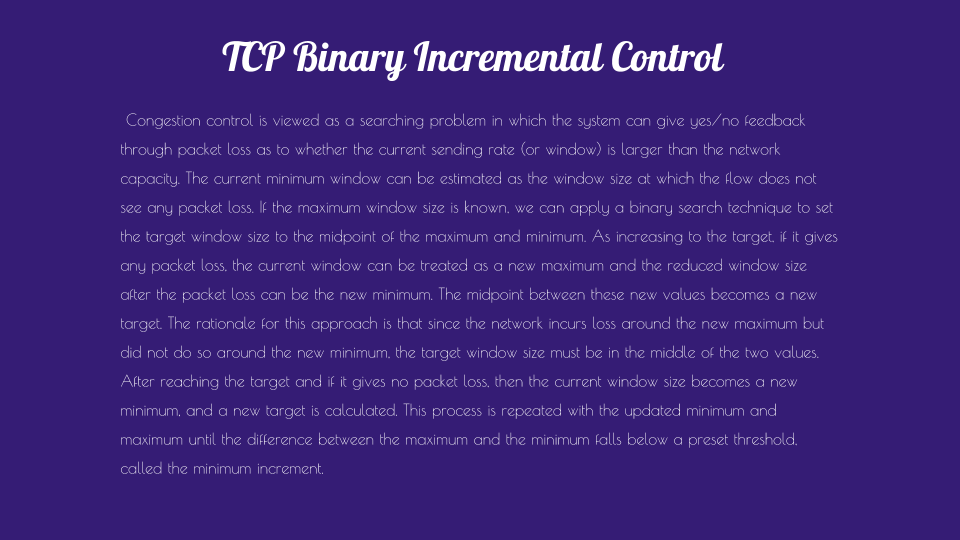 TCP Binary Incremental Control
Congestion control is viewed as a searching problem in which the system can give yes/no feedback
through packet loss as to whether the current sending rate (or window) is larger than the network
capacity. The current minimum window can be estimated as the window size at which the flow does not
see any packet loss. If the maximum window size is known, we can apply a binary search technique to set
the target window size to the midpoint of the maximum and minimum. As increasing to the target, if it gives
any packet loss, the current window can be treated as a new maximum and the reduced window size
after the packet loss can be the new minimum. The midpoint between these new values becomes a new
target. The rationale for this approach is that since the network incurs loss around the new maximum but
did not do so around the new minimum, the target window size must be in the middle of the two values.
After reaching the target and if it gives no packet loss, then the current window size becomes a new
minimum, and a new target is calculated. This process is repeated with the updated minimum and
maximum until the difference between the maximum and the minimum falls below a preset threshold,
called the minimum increment.